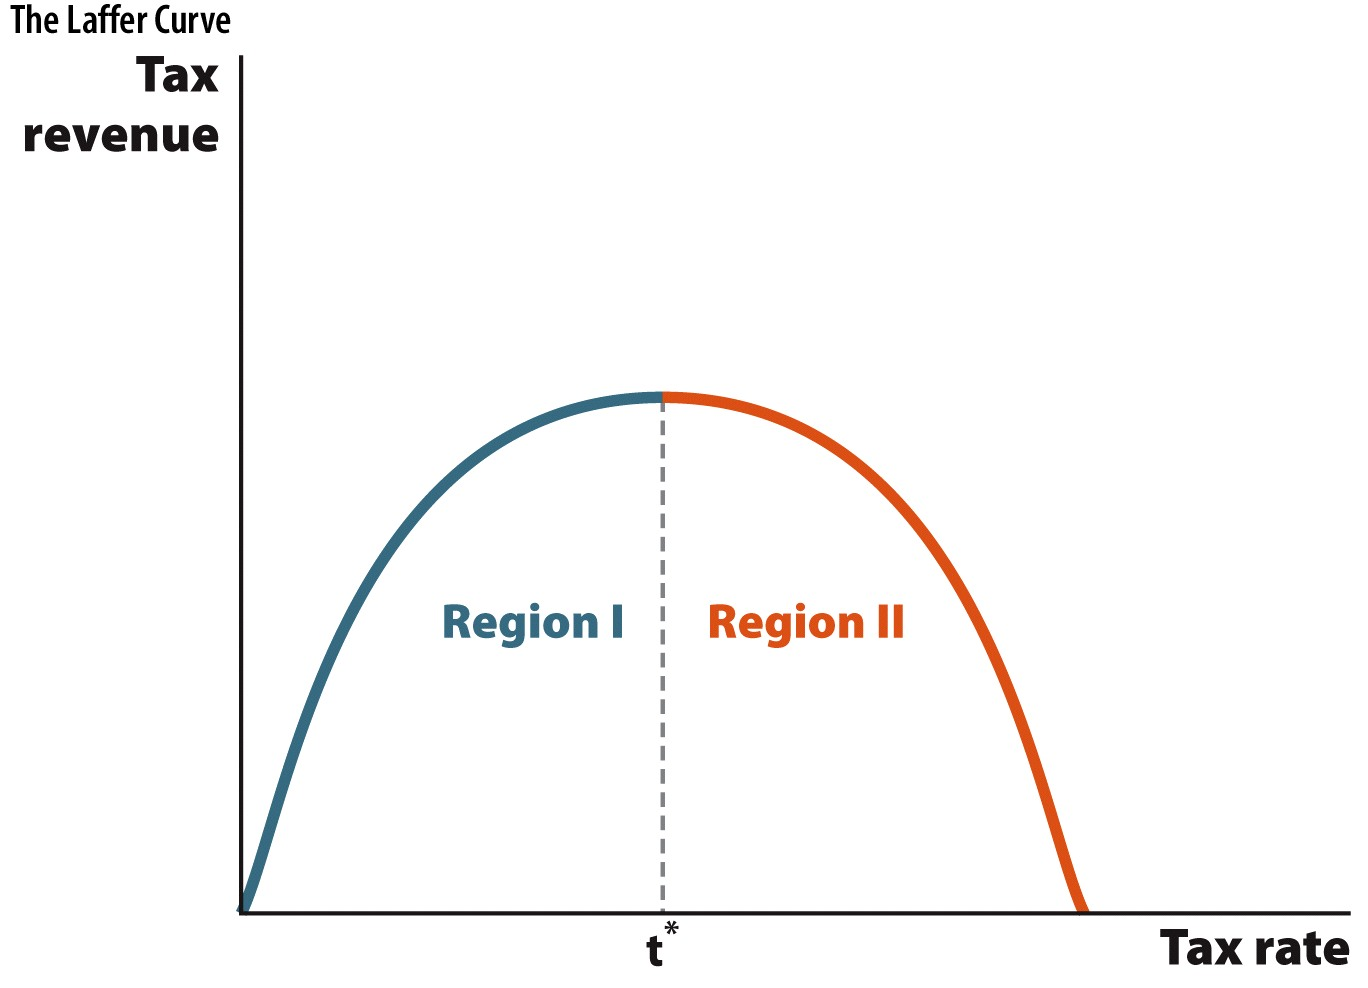 The Laffer Curve
Tax
revenue
Region I
Region II
t*
Tax rate